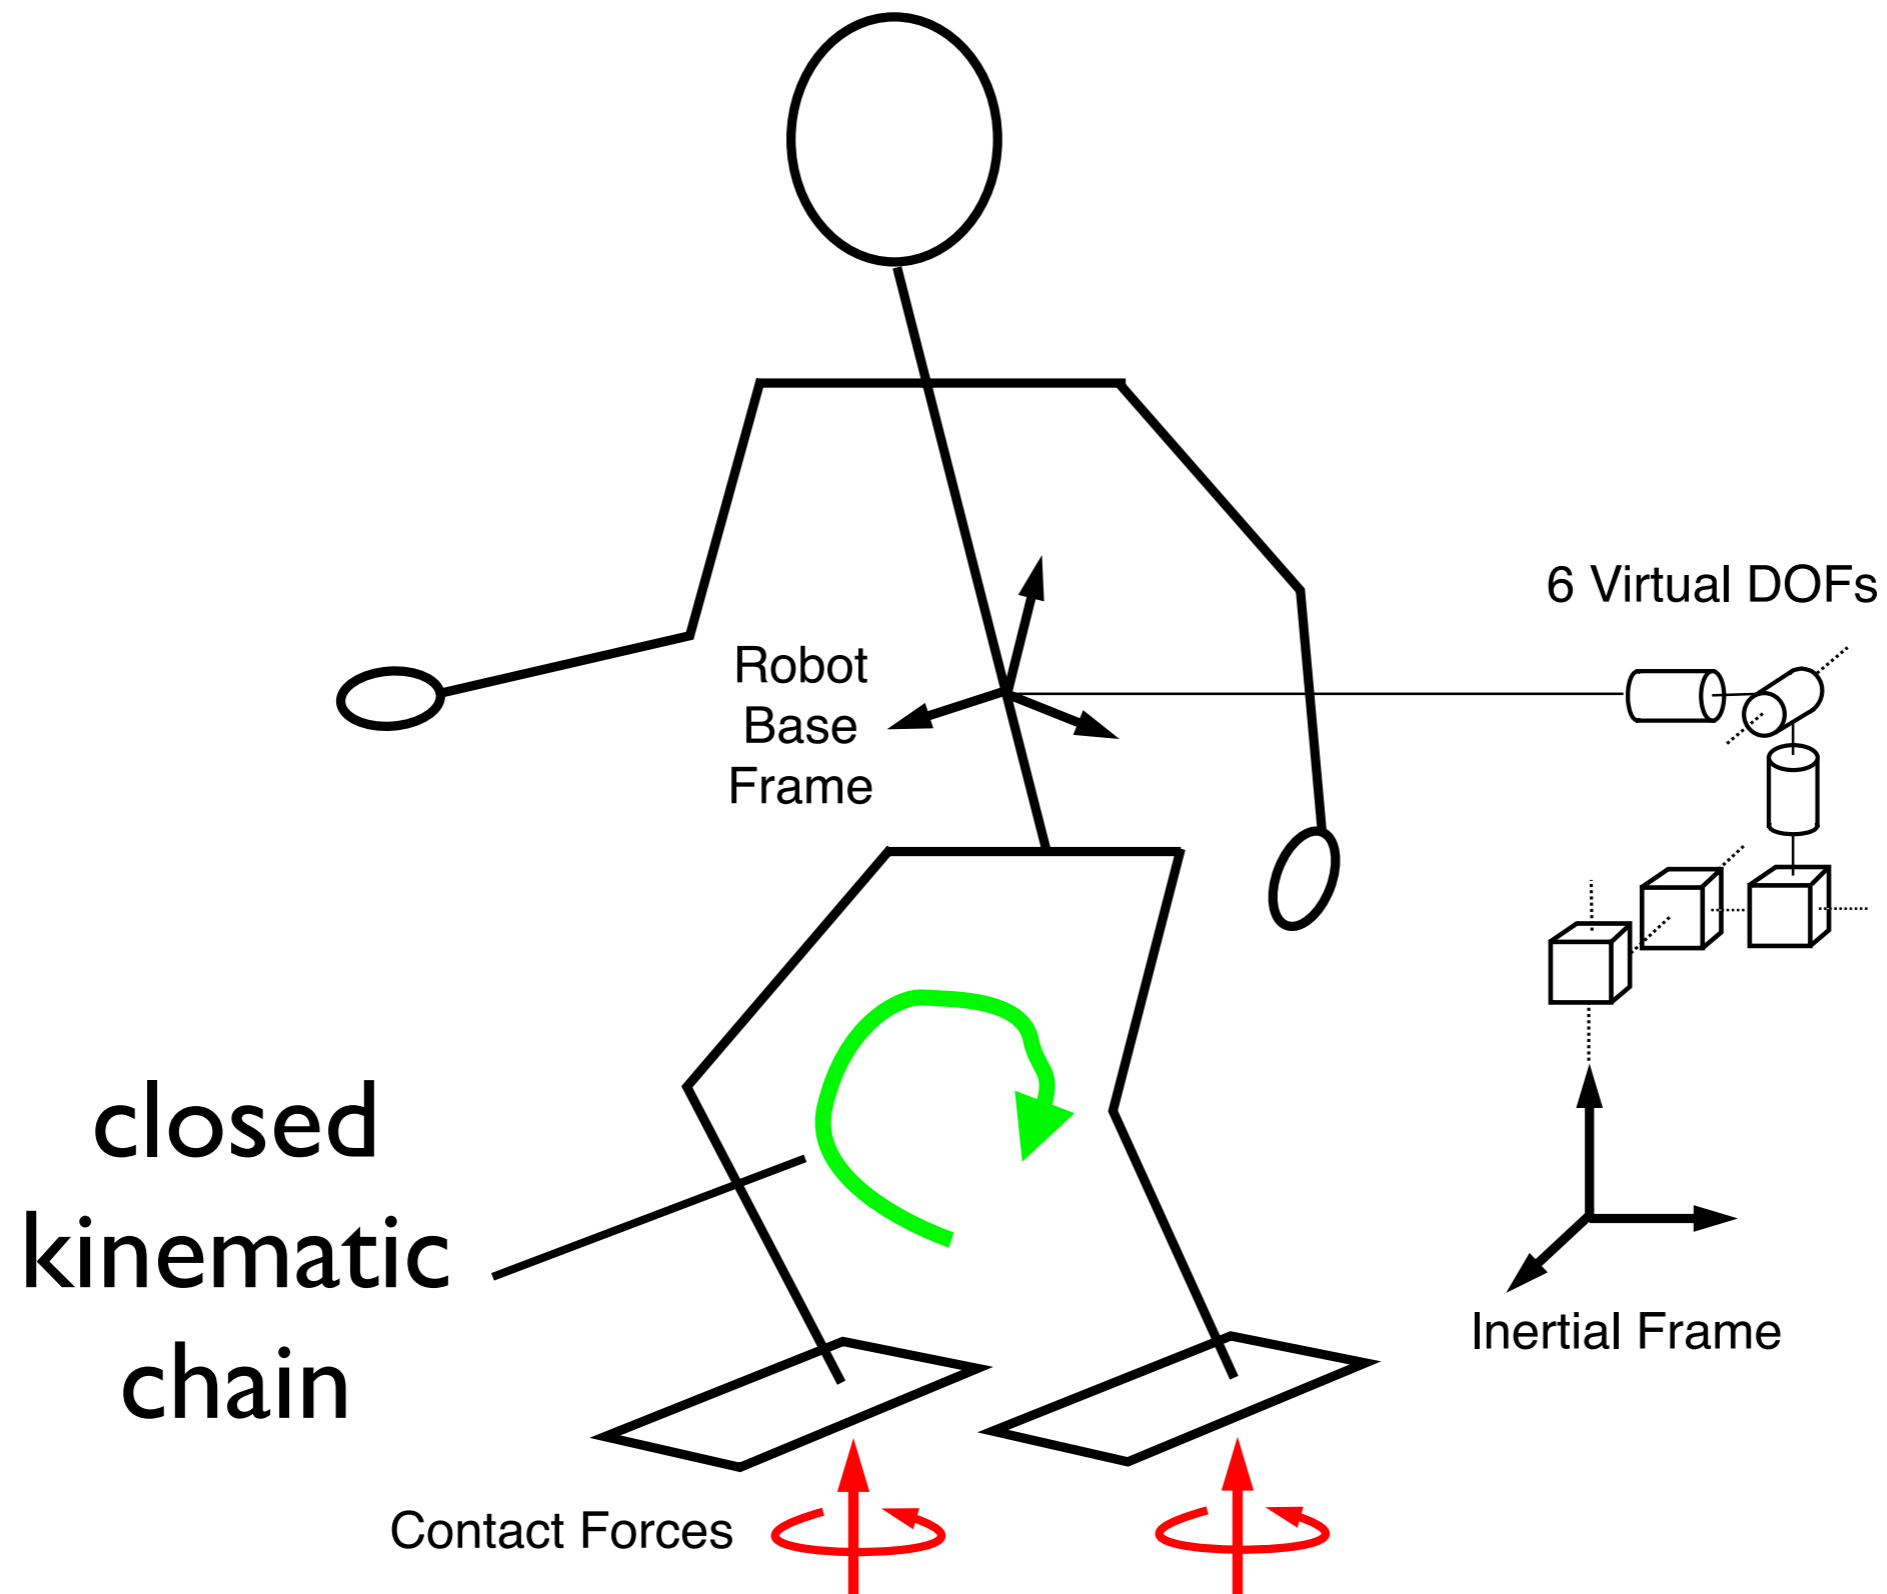 6 Virtual DOFs
Robot
Base
Frame
closed
kinematic
chain
Inertial Frame
Contact Forces